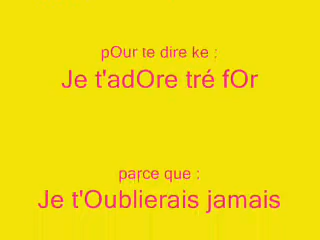 pOur te dire ke :
Je t'adOre tré fOr
parce que :
Je t'Oublierais jamais